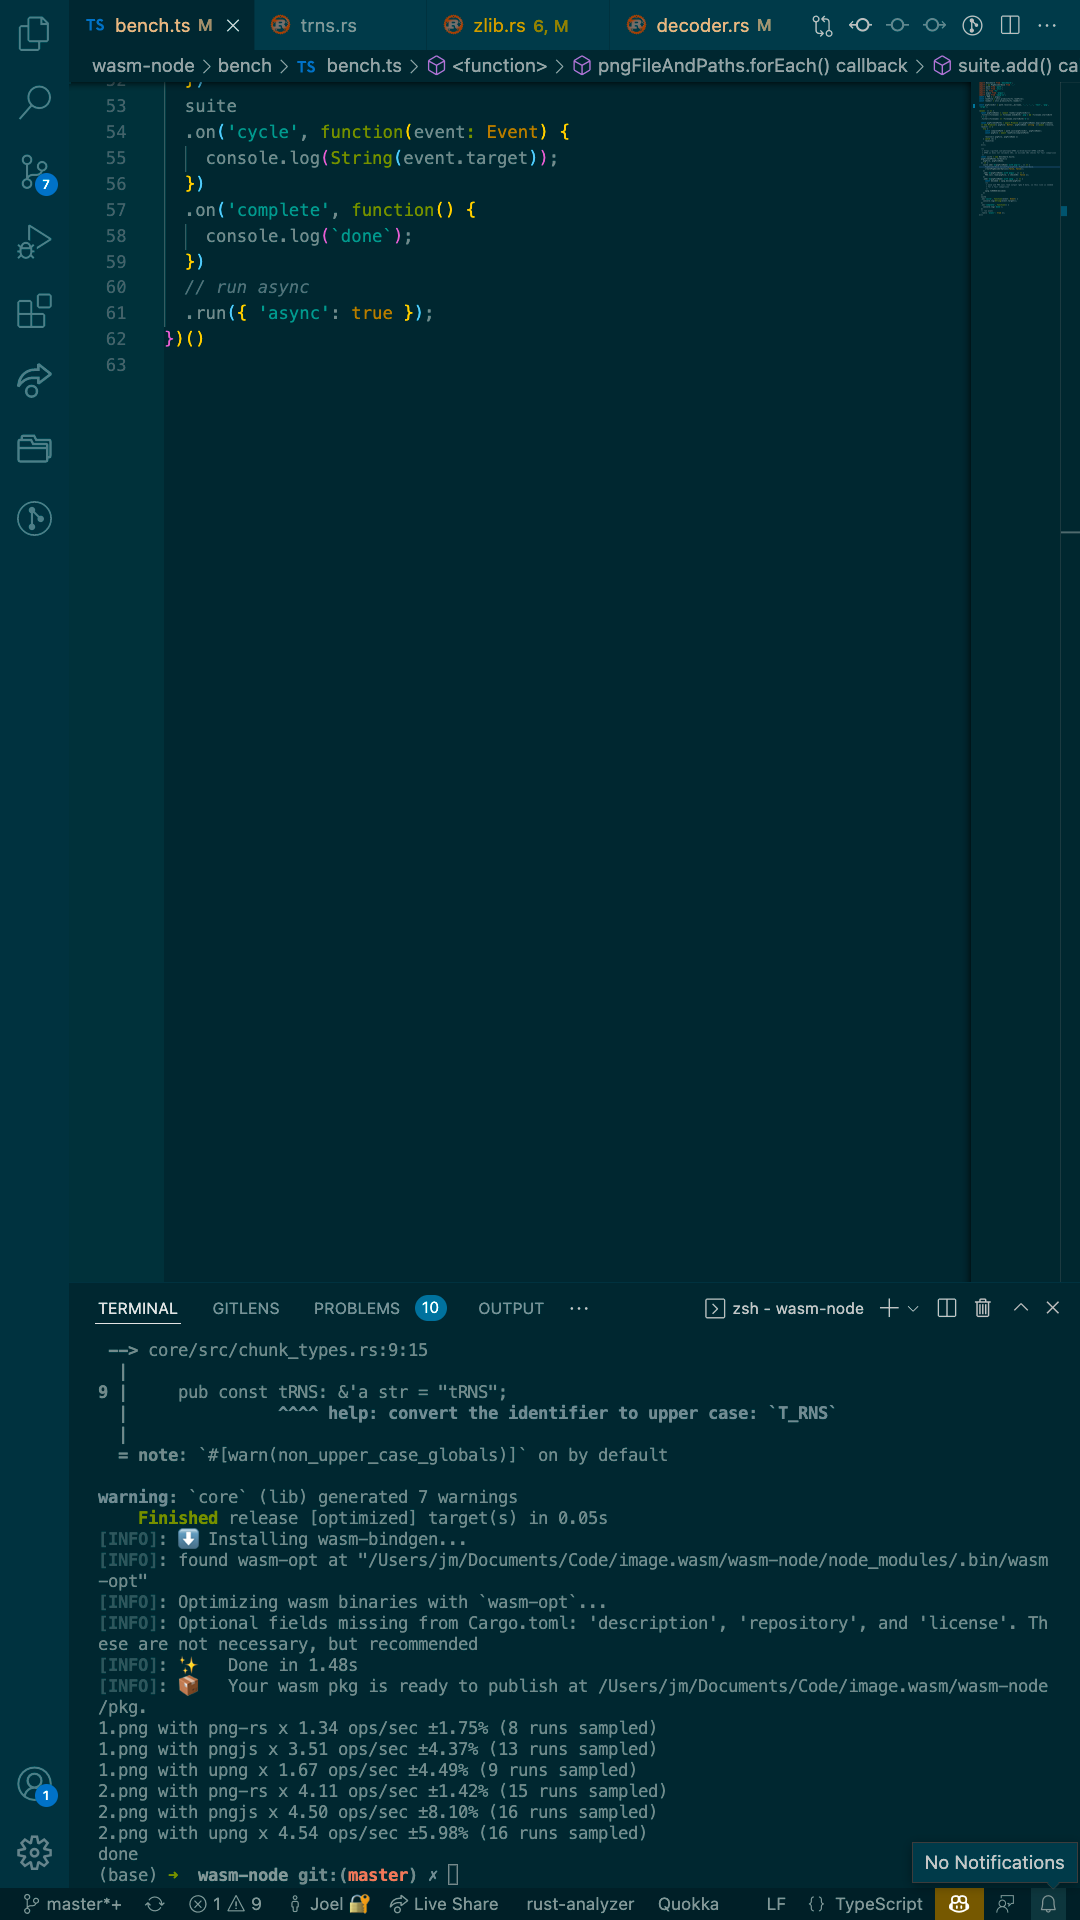 TS bench.ts M trns.rs zlib.rs 6, M decoder.rs M
wasm-node > bench > TS bench.ts > <function> > pngFileAndPaths.forEach() callback > suite.add() ca
53 suite
54 .on('cycle', function(event: Event) {
55 console.log(String(event.target));
56 })
57 .on('complete', function() {
58 console.log(`done`);
59 })
60 // run async
61 .run({ 'async': true });
62 })()
63
7
TERMINAL GITLENS PROBLEMS 10 OUTPUT ··· zsh - wasm-node
--> core/src/chunk_types.rs:9:15
|
9 | pub const tRNS: &'a str = "tRNS";
| ^^^^ help: convert the identifier to upper case: `T_RNS`
|
= note: `#[warn(non_upper_case_globals)]` on by default
warning: `core` (lib) generated 7 warnings
Finished release [optimized] target(s) in 0.05s
[INFO]: ⬇️ Installing wasm-bindgen...
[INFO]: found wasm-opt at "/Users/jm/Documents/Code/image.wasm/wasm-node/node_modules/.bin/wasm
-opt"
[INFO]: Optimizing wasm binaries with `wasm-opt`...
[INFO]: Optional fields missing from Cargo.toml: 'description', 'repository', and 'license'. Th
ese are not necessary, but recommended
[INFO]: ✨ Done in 1.48s
[INFO]: 📦 Your wasm pkg is ready to publish at /Users/jm/Documents/Code/image.wasm/wasm-node
/pkg.
1.png with png-rs x 1.34 ops/sec ±1.75% (8 runs sampled)
1.png with pngjs x 3.51 ops/sec ±4.37% (13 runs sampled)
1.png with upng x 1.67 ops/sec ±4.49% (9 runs sampled)
2.png with png-rs x 4.11 ops/sec ±1.42% (15 runs sampled)
2.png with pngjs x 4.50 ops/sec ±8.10% (16 runs sampled)
2.png with upng x 4.54 ops/sec ±5.98% (16 runs sampled)
done
(base) ➜ wasm-node git:(master) ✗
1
No Notifications
master*+ 1 9 Joel 🔐 Live Share rust-analyzer Quokka LF {} TypeScript